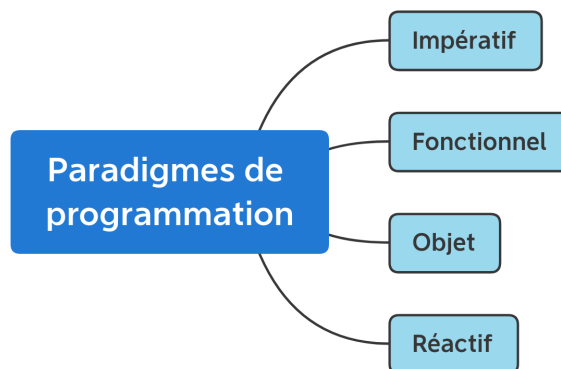 Impératif
Fonctionnel
Paradigmes de
programmation
Objet
Réactif